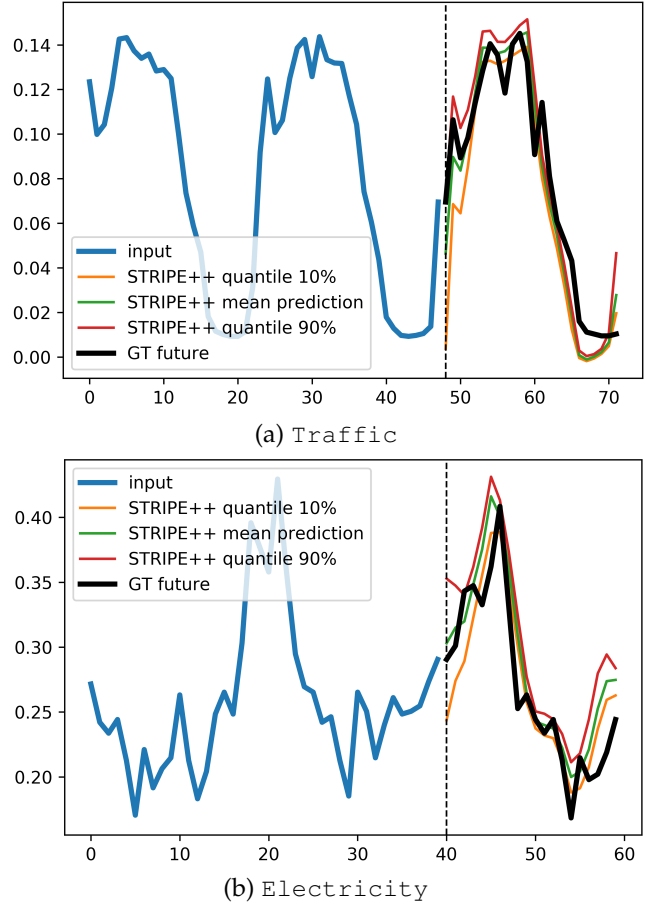 0.14
0.12
0.10
0.08
0.06
0.04
0.02
0.00
input
STRIPE++ quantile 10%
STRIPE++ mean prediction
STRIPE++ quantile 90%
GT future
0 10 20 30 40 50 60 70
(a) Traffic
0.40
0.35
0.30
0.25
0.20
input
STRIPE++ quantile 10%
STRIPE++ mean prediction
STRIPE++ quantile 90%
GT future
0 10 20 30 40 50 60
(b) Electricity